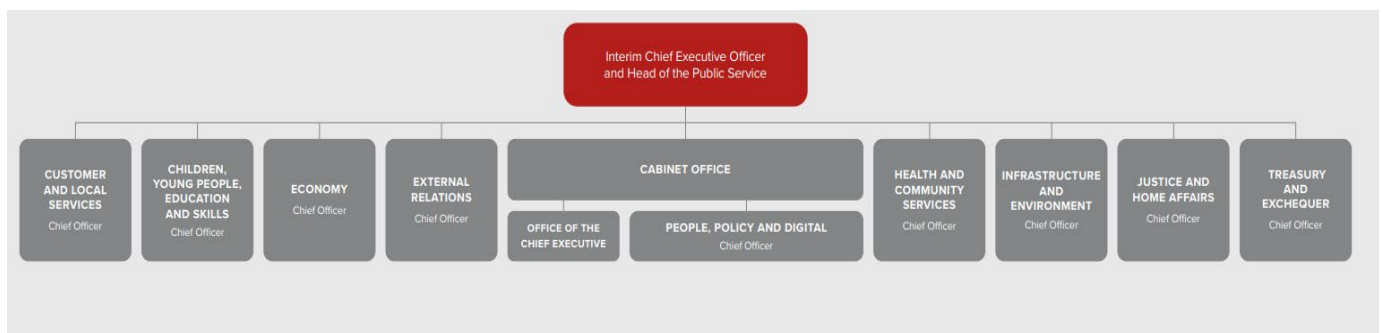 Interim Chief Executive Officer
and Head of the Public Service
CUSTOMER
AND LOCAL
SERVICES
Chief Officer
CHILDREN,
YOUNG PEOPLE,
EDUCATION
AND SKILLS
Chief Officer
ECONOMY
Chief Officer
EXTERNAL
RELATIONS
Chief Officer
CABINET OFFICE
OFFICE OF THE
CHIEF EXECUTIVE
PEOPLE, POLICY AND DIGITAL
Chief Officer
HEALTH AND
COMMUNITY
SERVICES
Chief Officer
INFRASTRUCTURE
AND
ENVIRONMENT
Chief Officer
JUSTICE AND
HOME AFFAIRS
Chief Officer
TREASURY
AND
EXCHEQUER
Chief Officer